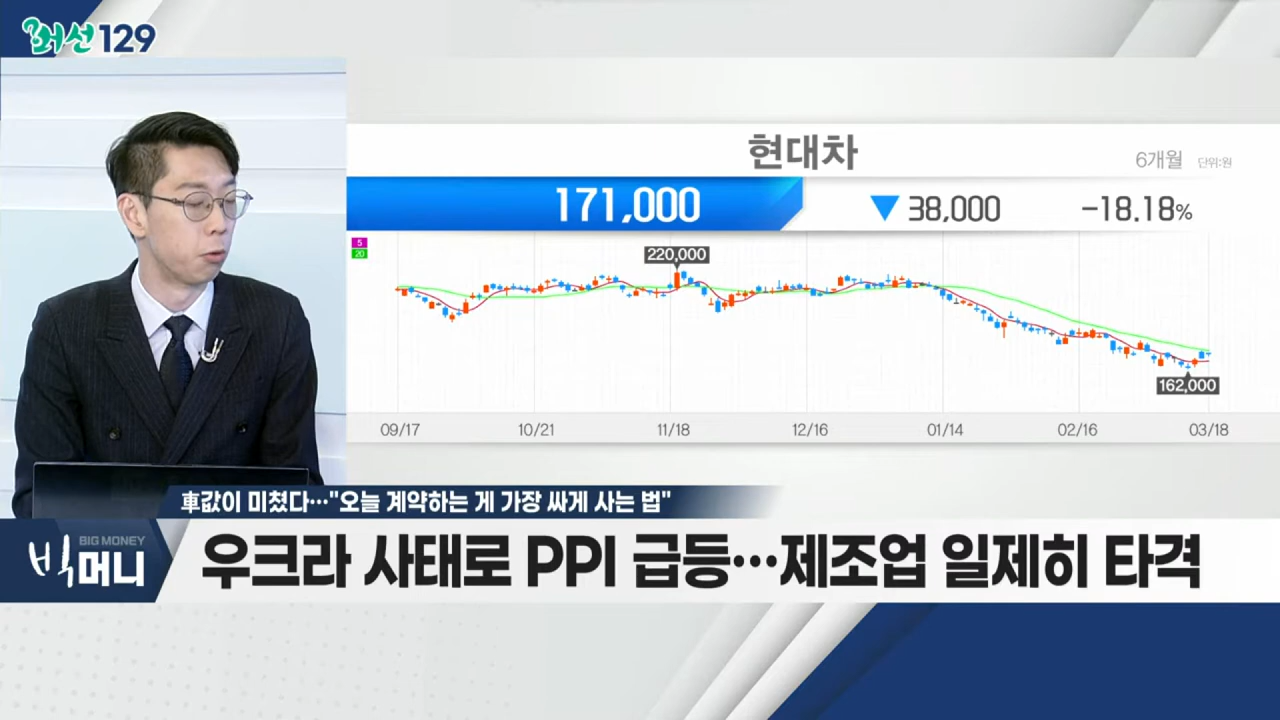 머선129
현대차
6개월 단위:원
171,000 ▼ 38,000 -18.18%
5
20
220,000
162,000
09/17 10/21 11/18 12/16 01/14 02/16 03/18
車값이 미쳤다…"오늘 계약하는 게 가장 싸게 사는 법"
BIG MONEY
빅머니
우크라 사태로 PPI 급등…제조업 일제히 타격